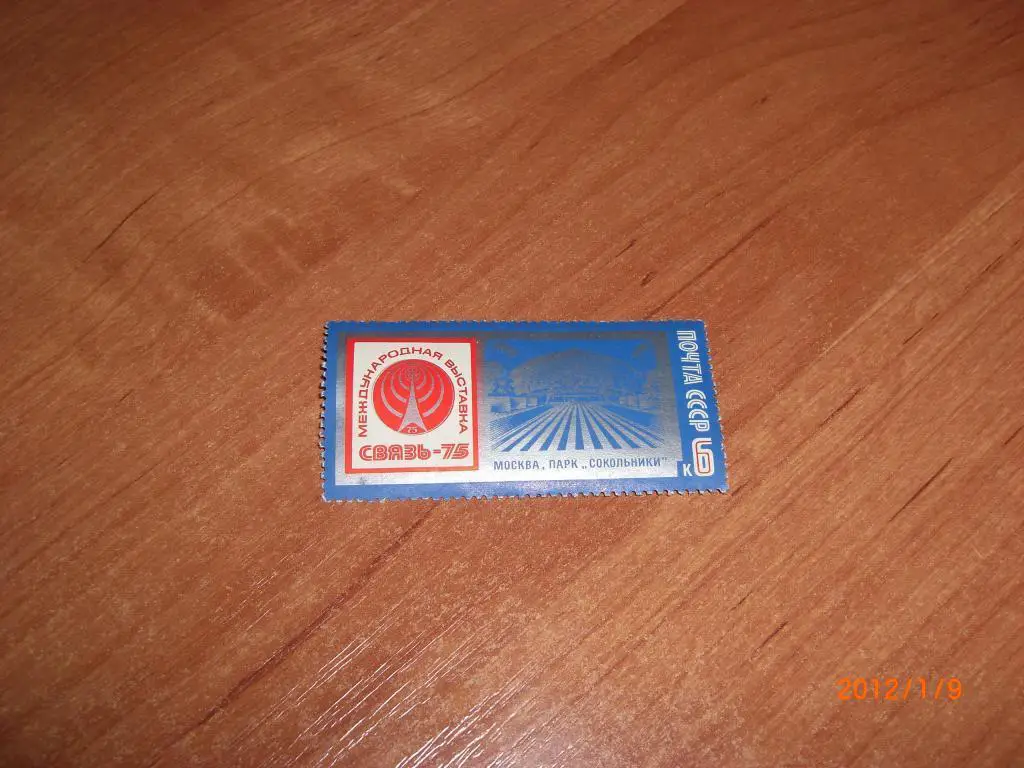 МЕЖДУНАРОДНАЯ ВЫСТАВКА
75
СВЯЗЬ-75
МОСКВА, ПАРК „СОКОЛЬНИКИ"
ПОЧТА СССР
6 к
2012/1/9